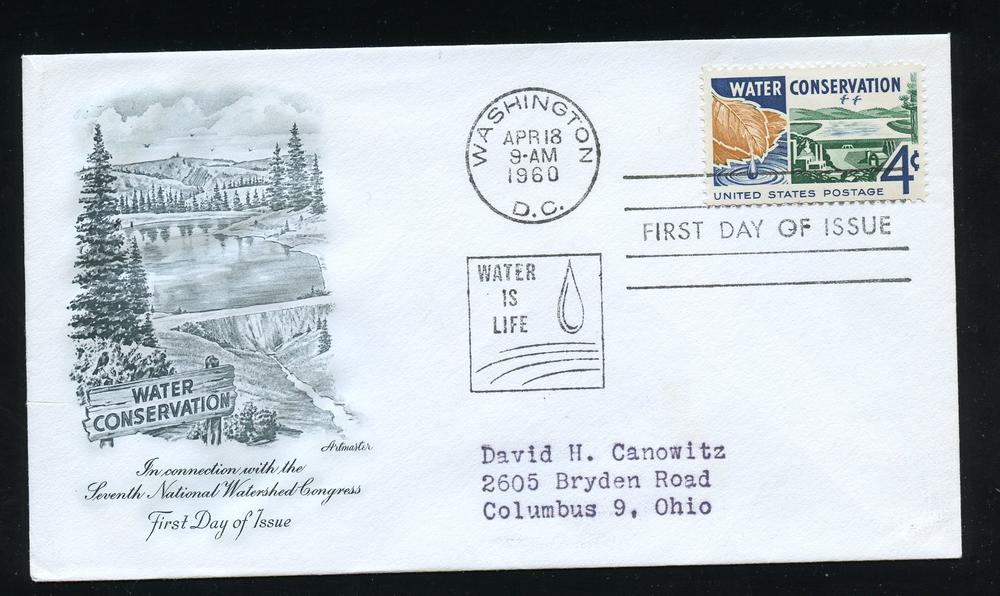 WATER CONSERVATION
4¢
UNITED STATES POSTAGE
WASHINGTON
APR 18
9-AM
1960
D.C.
FIRST DAY OF ISSUE
WATER
IS
LIFE
WATER
CONSERVATION
Artmaster
In connection with the
Seventh National Watershed Congress
First Day of Issue
David H. Canowitz
2605 Bryden Road
Columbus 9, Ohio